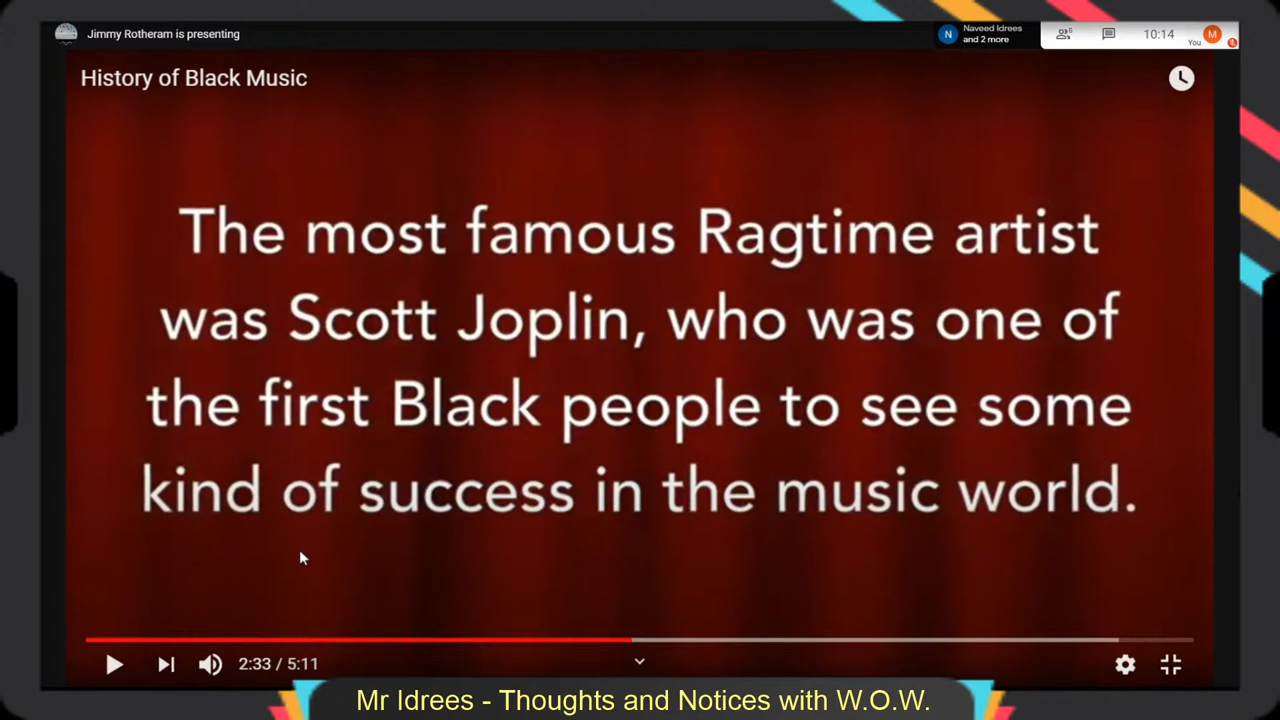 Jimmy Rotheram is presenting
N
Naveed Idrees
and 2 more
5
10:14
You
M
History of Black Music
The most famous Ragtime artist
was Scott Joplin, who was one of
the first Black people to see some
kind of success in the music world.
2:33 / 5:11
Mr Idrees - Thoughts and Notices with W.O.W.